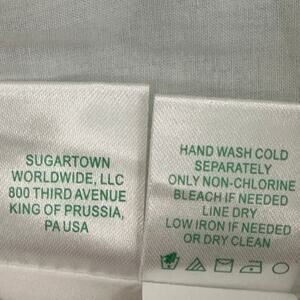 SUGARTOWN
WORLDWIDE, LLC
800 THIRD AVENUE
KING OF PRUSSIA,
PA USA
HAND WASH COLD
SEPARATELY
ONLY NON-CHLORINE
BLEACH IF NEEDED
LINE DRY
LOW IRON IF NEEDED
OR DRY CLEAN